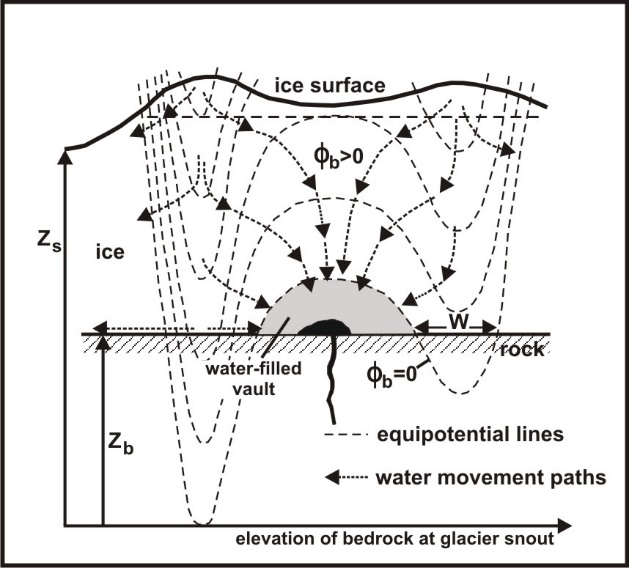 ice surface
ϕb>0
Zs
ice
W
rock
water-filled
vault
ϕb=0
Zb
equipotential lines
water movement paths
elevation of bedrock at glacier snout